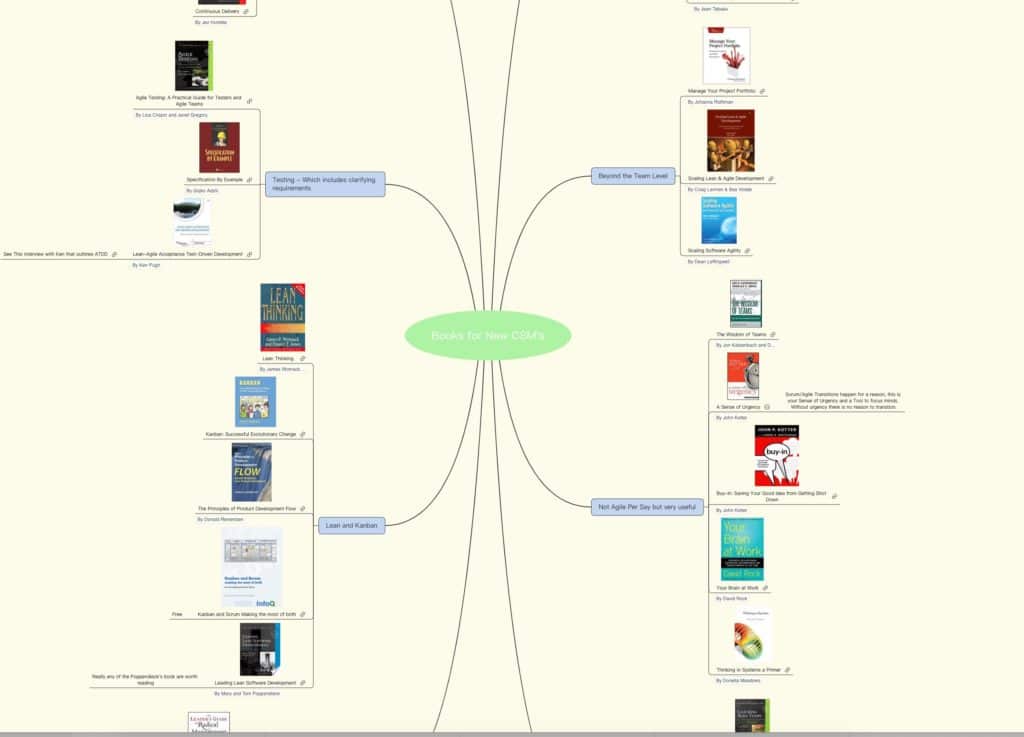 Continuous Delivery
By Jez Humble
Agile Testing: A Practical Guide for Testers and
Agile Teams
By Lisa Crispin and Janet Gregory
SPECIFICATION
BY EXAMPLE
Specification By Example
By Gojko Adzic
See This Interview with Ken that outlines ATDD
Lean-Agile Acceptance Test-Driven Development
By Ken Pugh
Testing - Which includes clarifying
requirements
LEAN
THINKING
Lean Thinking
By James Womack...
KANBAN
Kanban: Successful Evolutionary Change
FLOW
The Principles of Product Development Flow
By Donald Reinertsen
Kanban and Scrum
making the most of both
InfoQ
Free
Kanban and Scrum Making the most of both
Really any of the Poppendieck's book are worth
reading
Leading Lean Software Development
By Mary and Tom Poppendieck
LEADER'S GUIDE
Radical
Lean and Kanban
Books for New CSM's
By Jean Tabaka
Manage Your
Project Portfolio
Manage Your Project Portfolio
By Johanna Rothman
Scaling Lean & Agile Development
By Craig Larman & Bas Vodde
Scaling
Software Agility
Scaling Software Agility
By Dean Leffingwell
Beyond the Team Level
THE WISDOM
OF TEAMS
The Wisdom of Teams
By Jon Katzenbach and D...
urgency
A Sense of Urgency
By John Kotter
Scrum/Agile Transitions happen for a reason, this is
your Sense of Urgency and a Tool to focus minds.
Without urgency there is no reason to transition.
JOHN P. KOTTER
buy-in
Buy-in: Saving Your Good Idea from Getting Shot
Down
By John Kotter
Not Agile Per Say but very useful
Your
Brain
at Work
David Rock
Your Brain at Work
By David Rock
Thinking in Systems
Thinking in Systems a Primer
By Donella Meadows